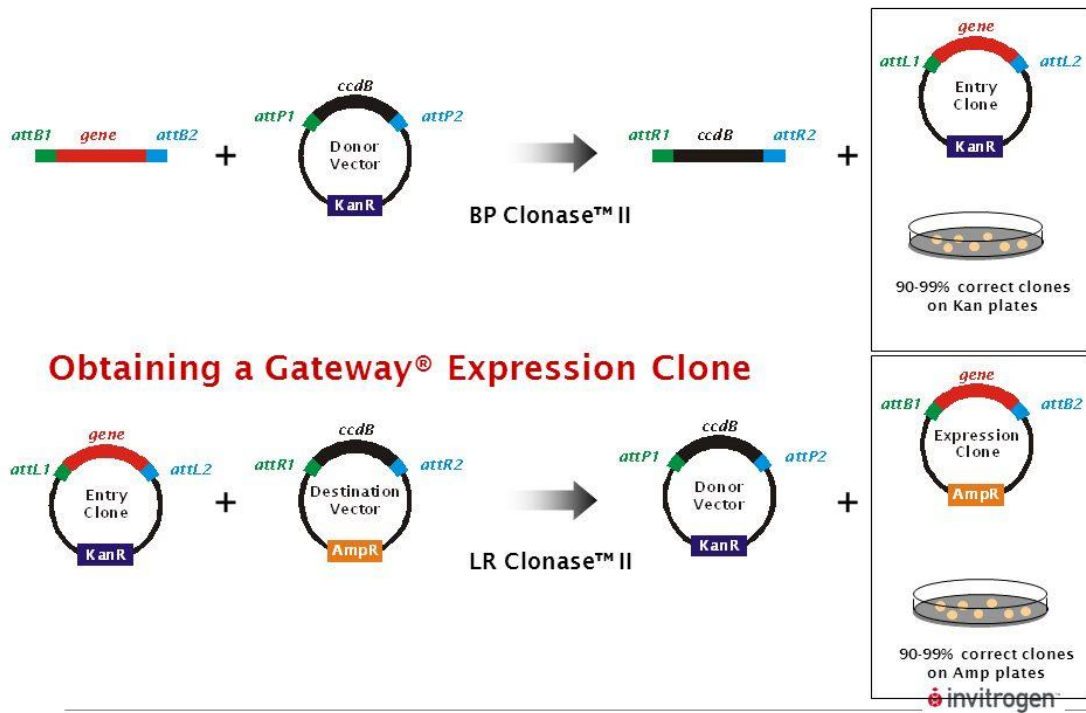 gene
attL1
attL2
Entry
Clone
KanR
ccdB
attP1
attP2
Donor
Vector
KanR
attB1
gene
attB2
+
BP Clonase™ II
attR1
ccdB
attR2
+
90-99% correct clones
on Kan plates
Obtaining a Gateway® Expression Clone
gene
attL1
attL2
Entry
Clone
KanR
+
ccdB
attR1
attR2
Destination
Vector
AmpR
LR Clonase™ II
ccdB
attP1
attP2
Donor
Vector
KanR
+
gene
attB1
attB2
Expression
Clone
AmpR
90-99% correct clones
on Amp plates
invitrogen™